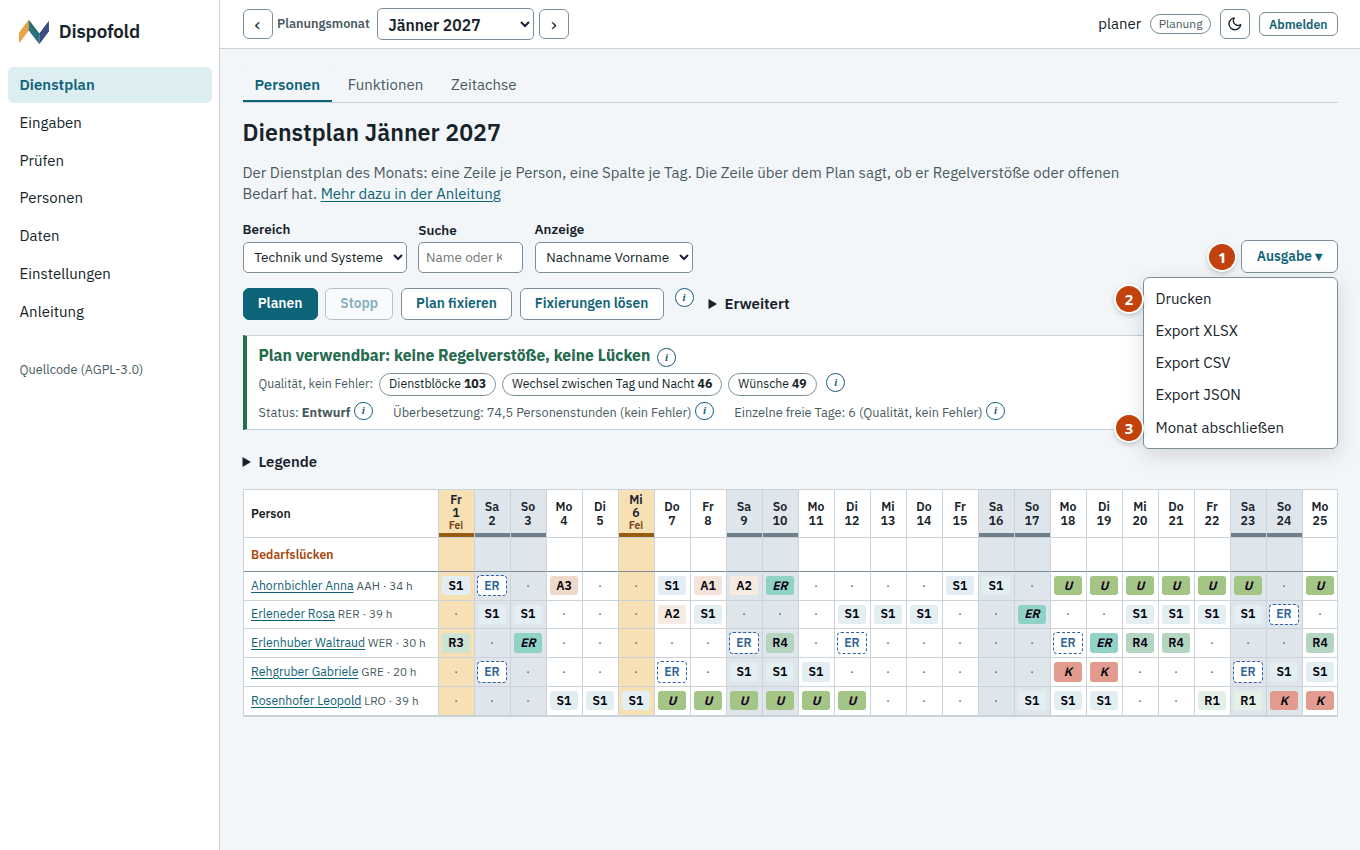 Dispofold
Dienstplan
Eingaben
Prüfen
Personen
Daten
Einstellungen
Anleitung
Quellcode (AGPL-3.0)
‹ Planungsmonat Jänner 2027 ›
planer Planung Abmelden
Personen Funktionen Zeitachse
Dienstplan Jänner 2027
Der Dienstplan des Monats: eine Zeile je Person, eine Spalte je Tag. Die Zeile über dem Plan sagt, ob er Regelverstöße oder offenen
Bedarf hat. Mehr dazu in der Anleitung
Bereich Suche Anzeige
Technik und Systeme Name oder K Nachname Vorname
1 Ausgabe ▾
2 Drucken
Export XLSX
Export CSV
Export JSON
3 Monat abschließen
Planen Stopp Plan fixieren Fixierungen lösen i ▶ Erweitert
Plan verwendbar: keine Regelverstöße, keine Lücken i
Qualität, kein Fehler: Dienstblöcke 103 Wechsel zwischen Tag und Nacht 46 Wünsche 49 i
Status: Entwurf i Überbesetzung: 74,5 Personenstunden (kein Fehler) i Einzelne freie Tage: 6 (Qualität, kein Fehler) i
▶ Legende
Person Fr 1 Fei Sa 2 So 3 Mo 4 Di 5 Mi 6 Fei Do 7 Fr 8 Sa 9 So 10 Mo 11 Di 12 Mi 13 Do 14 Fr 15 Sa 16 So 17 Mo 18 Di 19 Mi 20 Do 21 Fr 22 Sa 23 So 24 Mo 25
Bedarfslücken
Ahornbichler Anna AAH · 34 h S1 ER · A3 · · S1 A1 A2 ER · · · · S1 S1 · U U U U U U · U
Erleneder Rosa RER · 39 h · S1 S1 · · · A2 S1 · · · S1 S1 S1 · · ER · · S1 S1 S1 S1 ER ·
Erlenhuber Waltraud WER · 30 h R3 · ER · · · · · ER R4 · ER · · · · · ER ER R4 R4 · · · R4
Rehgruber Gabriele GRE · 20 h · ER · · · · ER · S1 S1 S1 · · · · · · K K · · · ER S1 S1
Rosenhofer Leopold LRO · 39 h · · · S1 S1 S1 U U U U U U · · · · S1 S1 S1 · · R1 R1 K K